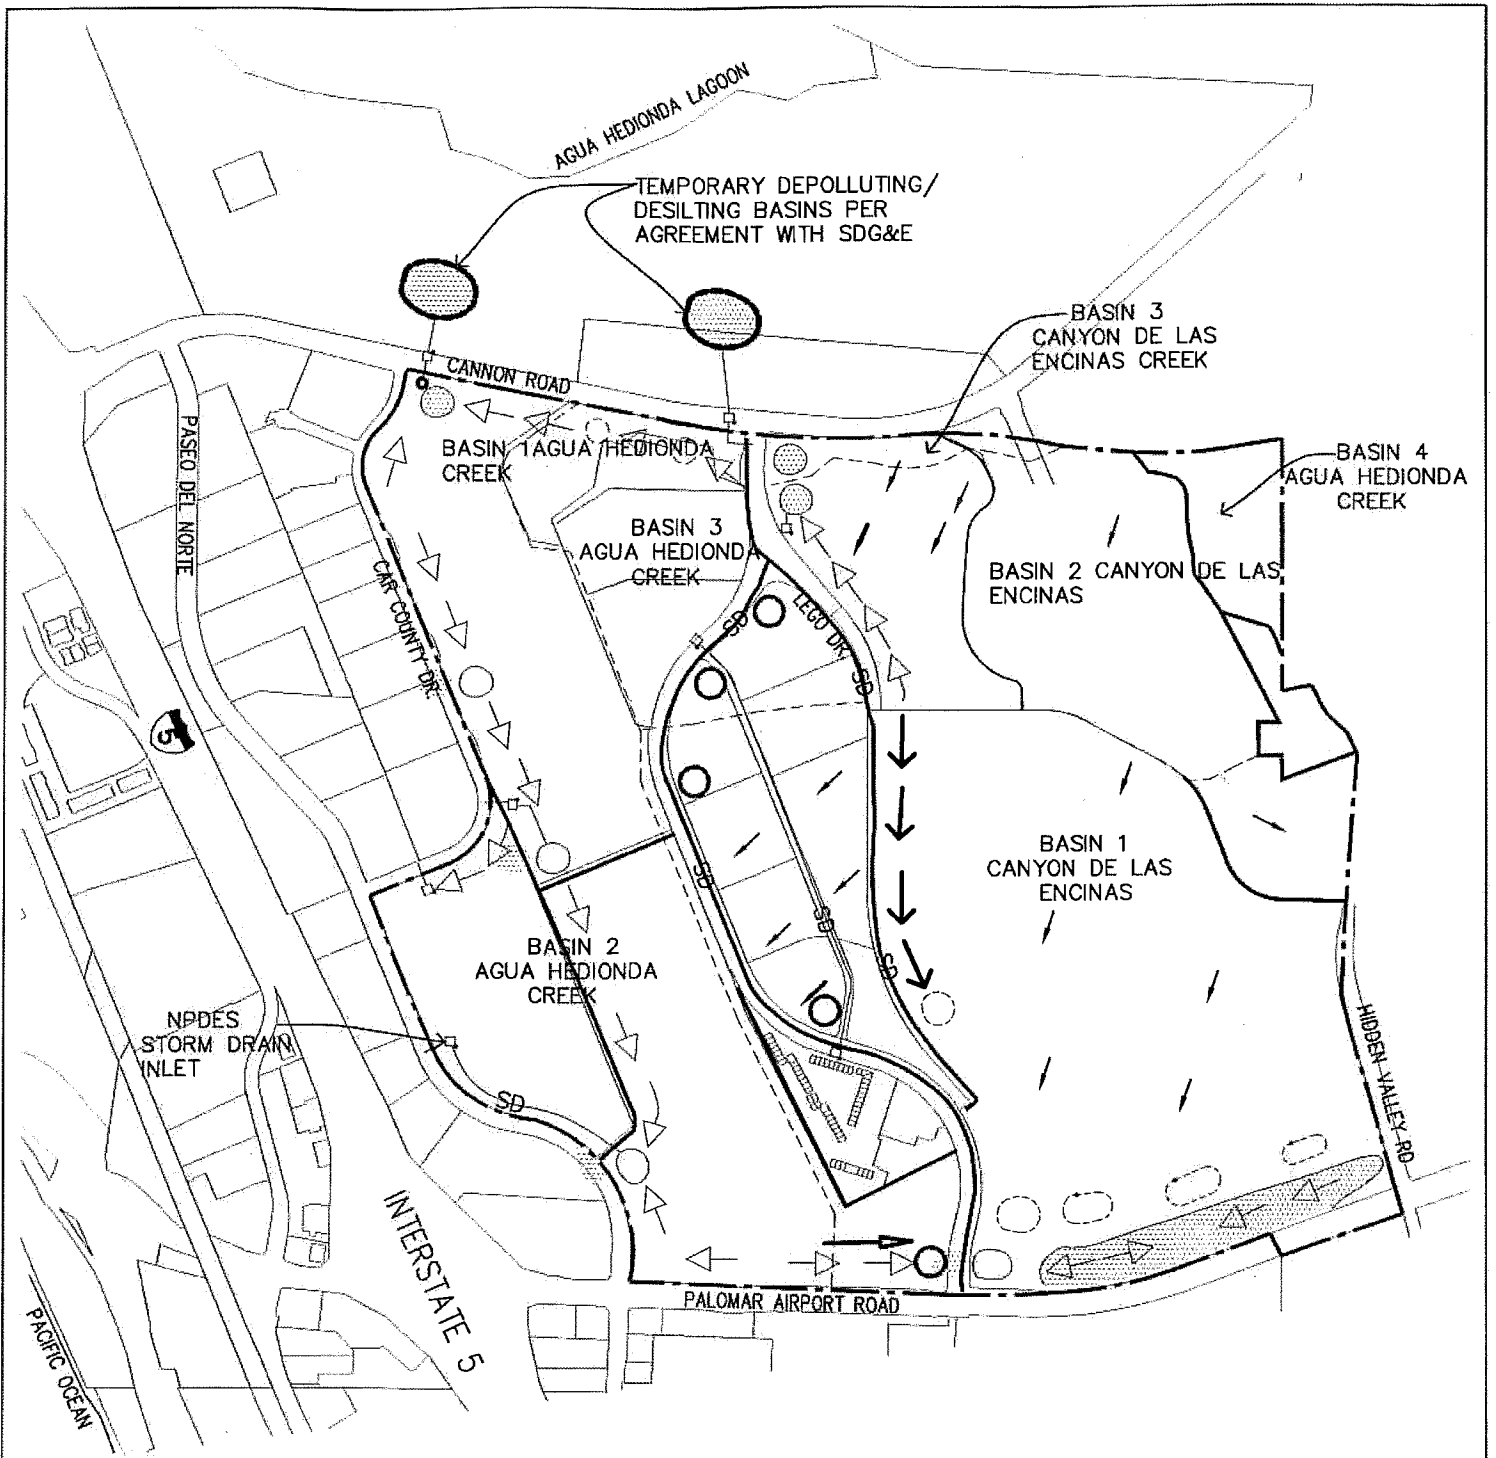 AGUA HEDIONDA LAGOON
TEMPORARY DEPOLLUTING/
DESILTING BASINS PER
AGREEMENT WITH SDG&E
BASIN 3
CANYON DE LAS
ENCINAS CREEK
CANNON ROAD
BASIN 1 AGUA HEDIONDA
CREEK
BASIN 4
AGUA HEDIONDA
CREEK
PASEO DEL NORTE
BASIN 3
AGUA HEDIONDA
CREEK
BASIN 2 CANYON DE LAS
ENCINAS
CAR COUNTY DR.
LEGO DR.
SD
SD
5
BASIN 1
CANYON DE LAS
ENCINAS
SD
SD
SD
BASIN 2
AGUA HEDIONDA
CREEK
NPDES
STORM DRAIN
INLET
SD
HIDDEN VALLEY RD
INTERSTATE 5
PALOMAR AIRPORT ROAD
PACIFIC OCEAN